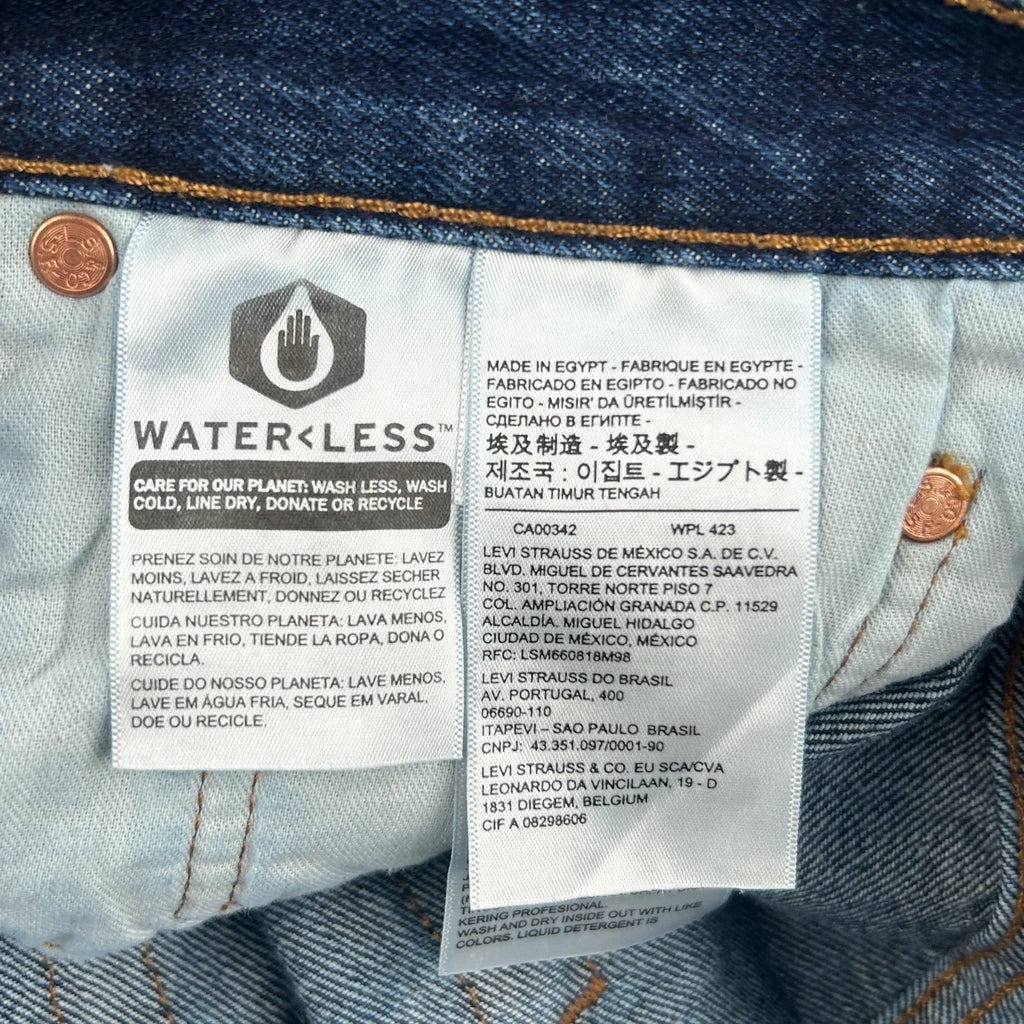 WATER<LESS™
CARE FOR OUR PLANET: WASH LESS, WASH
COLD, LINE DRY, DONATE OR RECYCLE
PRENEZ SOIN DE NOTRE PLANETE: LAVEZ
MOINS, LAVEZ A FROID, LAISSEZ SECHER
NATURELLEMENT, DONNEZ OU RECYCLEZ
CUIDA NUESTRO PLANETA: LAVA MENOS,
LAVA EN FRIO, TIENDE LA ROPA, DONA O
RECICLA.
CUIDE DO NOSSO PLANETA: LAVE MENOS,
LAVE EM ÁGUA FRIA, SEQUE EM VARAL,
DOE OU RECICLE.
MADE IN EGYPT - FABRIQUE EN EGYPTE -
FABRICADO EN EGIPTO - FABRICADO NO
EGITO - MISIR' DA ÜRETİLMİŞTİR -
СДЕЛАНО В ЕГИПТЕ -
埃及制造 - 埃及製 -
제조국 : 이집트 - エジプト製 -
BUATAN TIMUR TENGAH
CA00342 WPL 423
LEVI STRAUSS DE MÉXICO S.A. DE C.V.
BLVD. MIGUEL DE CERVANTES SAAVEDRA
NO. 301, TORRE NORTE PISO 7
COL. AMPLIACIÓN GRANADA C.P. 11529
ALCALDÍA. MIGUEL HIDALGO
CIUDAD DE MÉXICO, MÉXICO
RFC: LSM660818M98
LEVI STRAUSS DO BRASIL
AV. PORTUGAL, 400
06690-110
ITAPEVI – SAO PAULO BRASIL
CNPJ: 43.351.097/0001-90
LEVI STRAUSS & CO. EU SCA/CVA
LEONARDO DA VINCILAAN, 19 - D
1831 DIEGEM, BELGIUM
CIF A 08298606
KERING PROFESIONAL.
WASH AND DRY INSIDE OUT WITH LIKE
COLORS. LIQUID DETERGENT IS